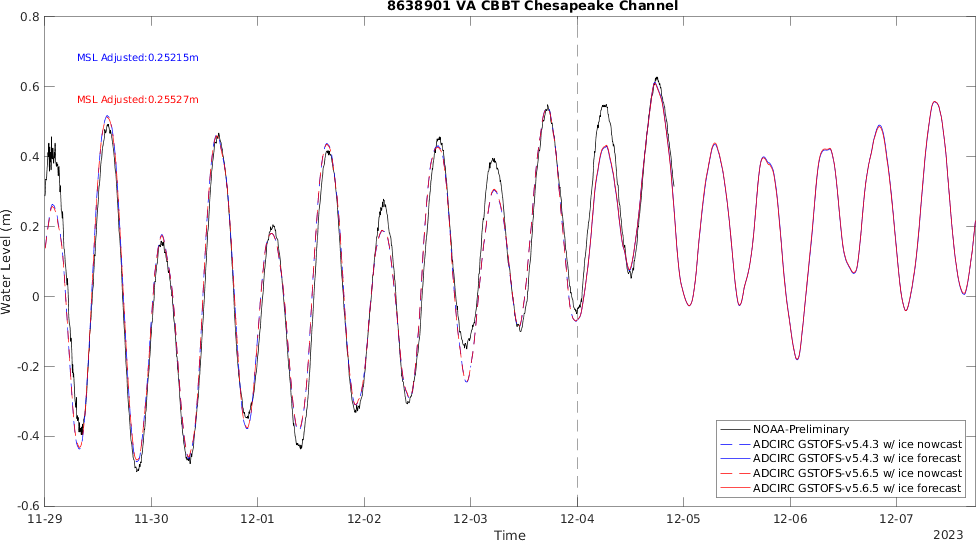 8638901 VA CBBT Chesapeake Channel
0.8
MSL Adjusted:0.25215m
0.6
MSL Adjusted:0.25527m
0.4
0.2
Water Level (m)
0
-0.2
-0.4
NOAA-Preliminary
ADCIRC GSTOFS-v5.4.3 w/ ice nowcast
ADCIRC GSTOFS-v5.4.3 w/ ice forecast
ADCIRC GSTOFS-v5.6.5 w/ ice nowcast
ADCIRC GSTOFS-v5.6.5 w/ ice forecast
-0.6
11-29 11-30 12-01 12-02 12-03 12-04 12-05 12-06 12-07
Time
2023